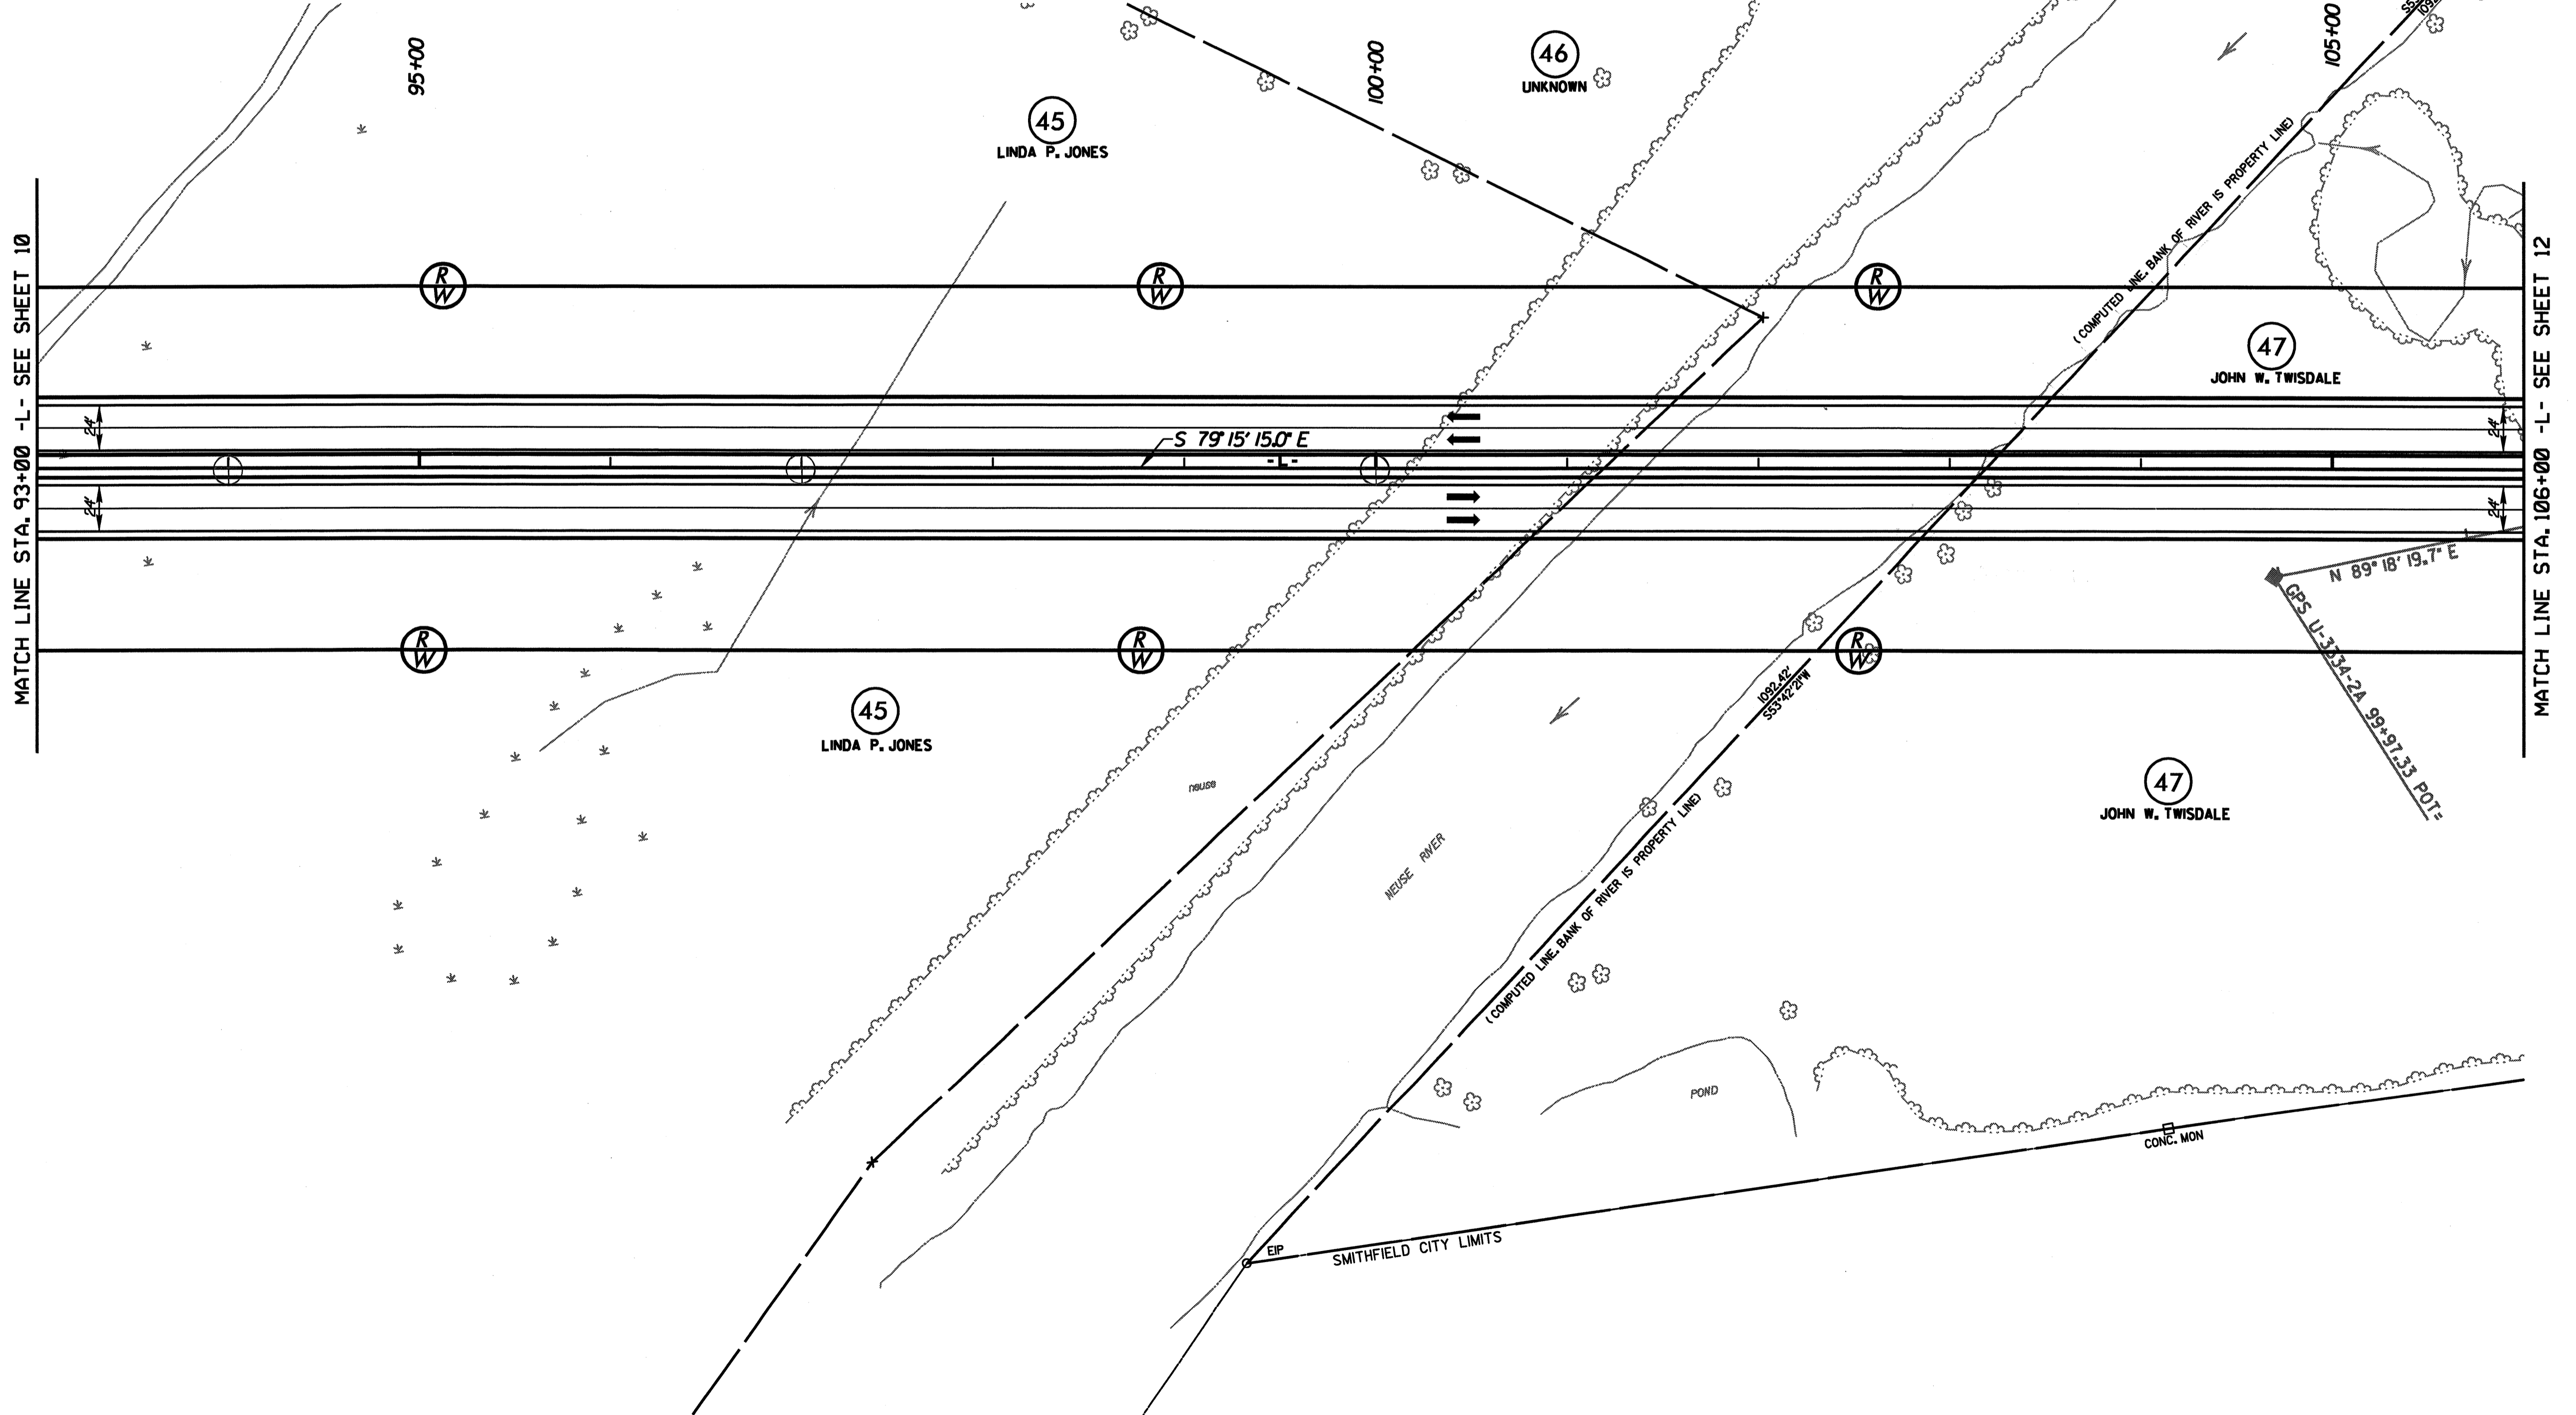 95+00
100+00
105+00
46
UNKNOWN
45
LINDA P. JONES
R
W
R
W
R
W
(COMPUTED LINE. BANK OF RIVER IS PROPERTY LINE)
47
JOHN W. TWISDALE
MATCH LINE STA. 93+00 -L- SEE SHEET 10
MATCH LINE STA. 106+00 -L- SEE SHEET 12
24'
24'
S 79° 15' 15.0" E
-L-
24'
24'
N 89° 18' 19.7" E
GPS U-3334-2A 99+97.33 POT=
R
W
R
W
R
W
1092.42'
S53°42'21"W
45
LINDA P. JONES
neuse
NEUSE RIVER
47
JOHN W. TWISDALE
(COMPUTED LINE. BANK OF RIVER IS PROPERTY LINE)
POND
CONC. MON
EIP
SMITHFIELD CITY LIMITS